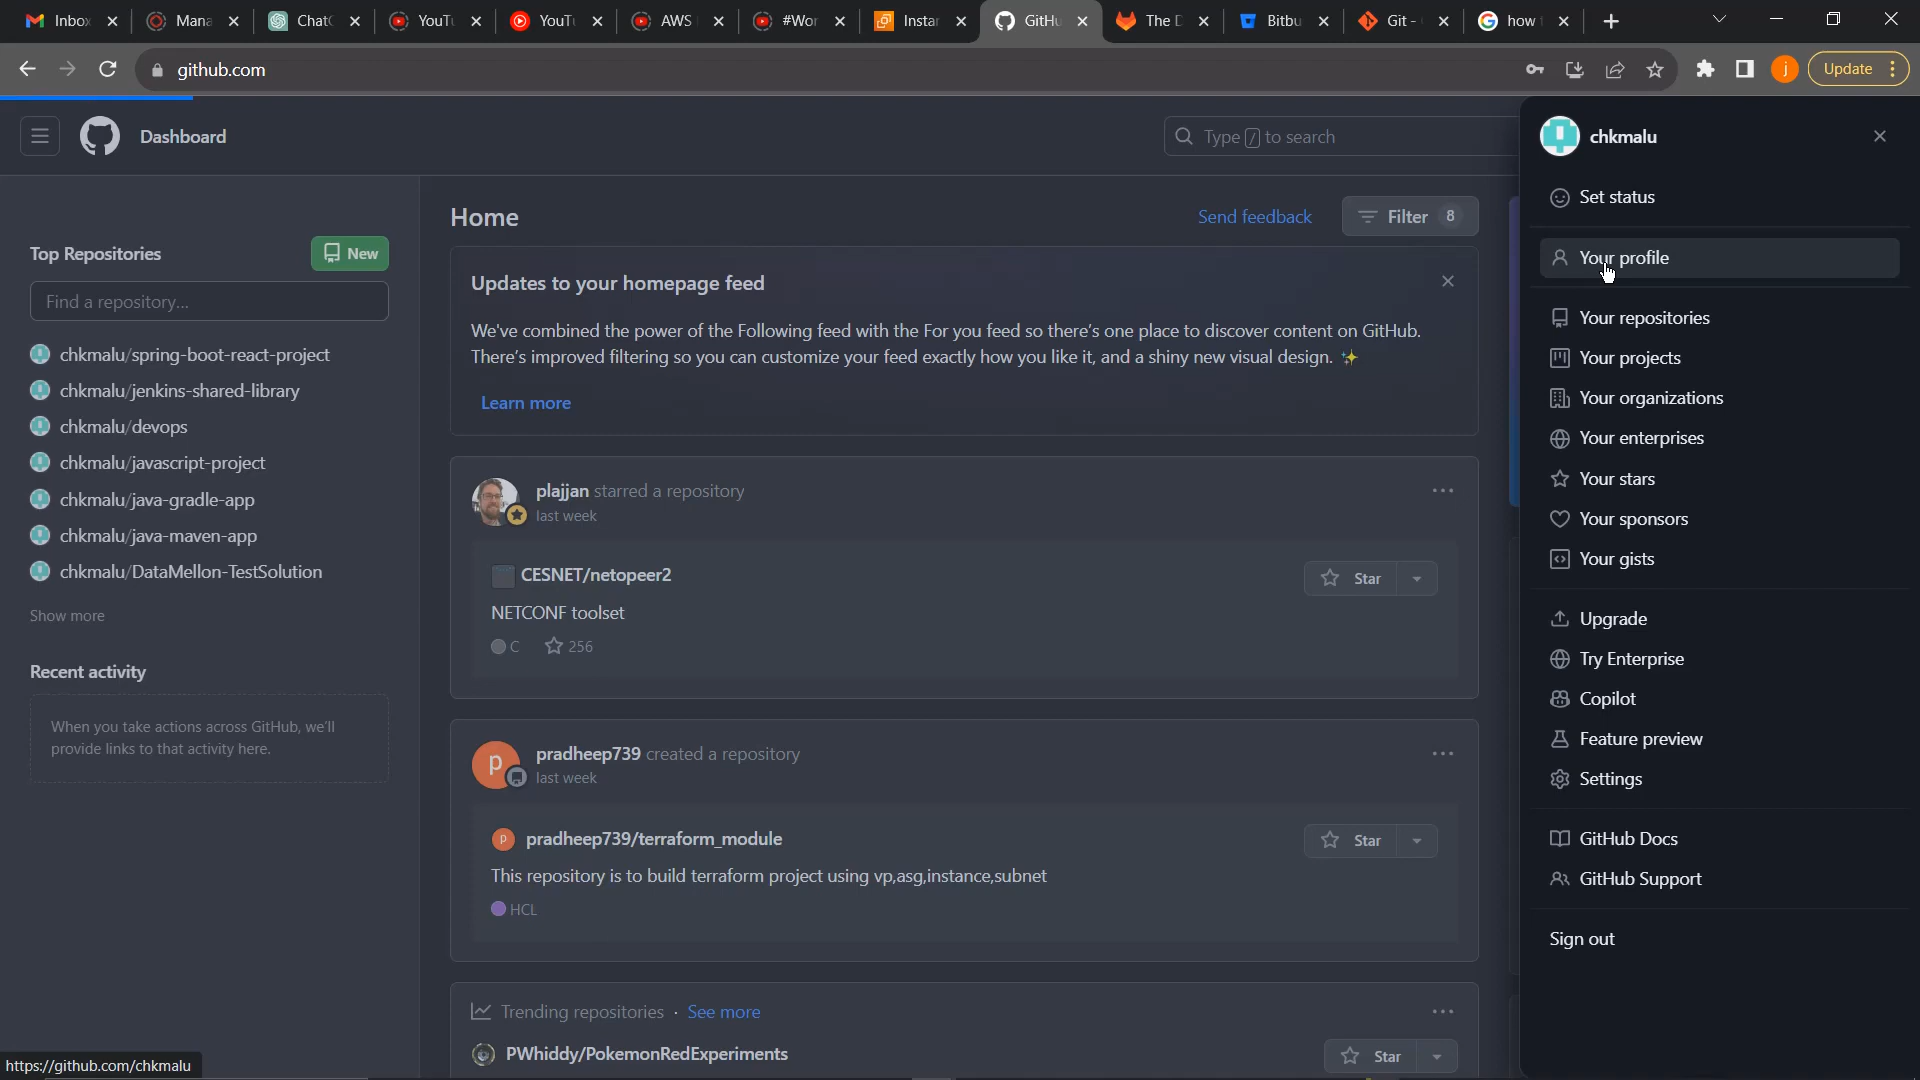 Inbox
Mana
Chat
YouTu
YouTu
AWS
#Wor
Instar
GitHu
The D
Bitbu
Git -
how
github.com
j
Update
Dashboard
Type / to search
chkmalu
Set status
Your profile
Your repositories
Your projects
Your organizations
Your enterprises
Your stars
Your sponsors
Your gists
Upgrade
Try Enterprise
Copilot
Feature preview
Settings
GitHub Docs
GitHub Support
Sign out
Top Repositories
New
Find a repository...
chkmalu/spring-boot-react-project
chkmalu/jenkins-shared-library
chkmalu/devops
chkmalu/javascript-project
chkmalu/java-gradle-app
chkmalu/java-maven-app
chkmalu/DataMellon-TestSolution
Show more
Recent activity
When you take actions across GitHub, we'll
provide links to that activity here.
Home
Send feedback
Filter 8
Updates to your homepage feed
We've combined the power of the Following feed with the For you feed so there's one place to discover content on GitHub.
There's improved filtering so you can customize your feed exactly how you like it, and a shiny new visual design. ✨
Learn more
plajjan starred a repository
last week
CESNET/netopeer2
Star
NETCONF toolset
C 256
p
pradheep739 created a repository
last week
p pradheep739/terraform_module
Star
This repository is to build terraform project using vp,asg,instance,subnet
HCL
Trending repositories · See more
PWhiddy/PokemonRedExperiments
Star
https://github.com/chkmalu